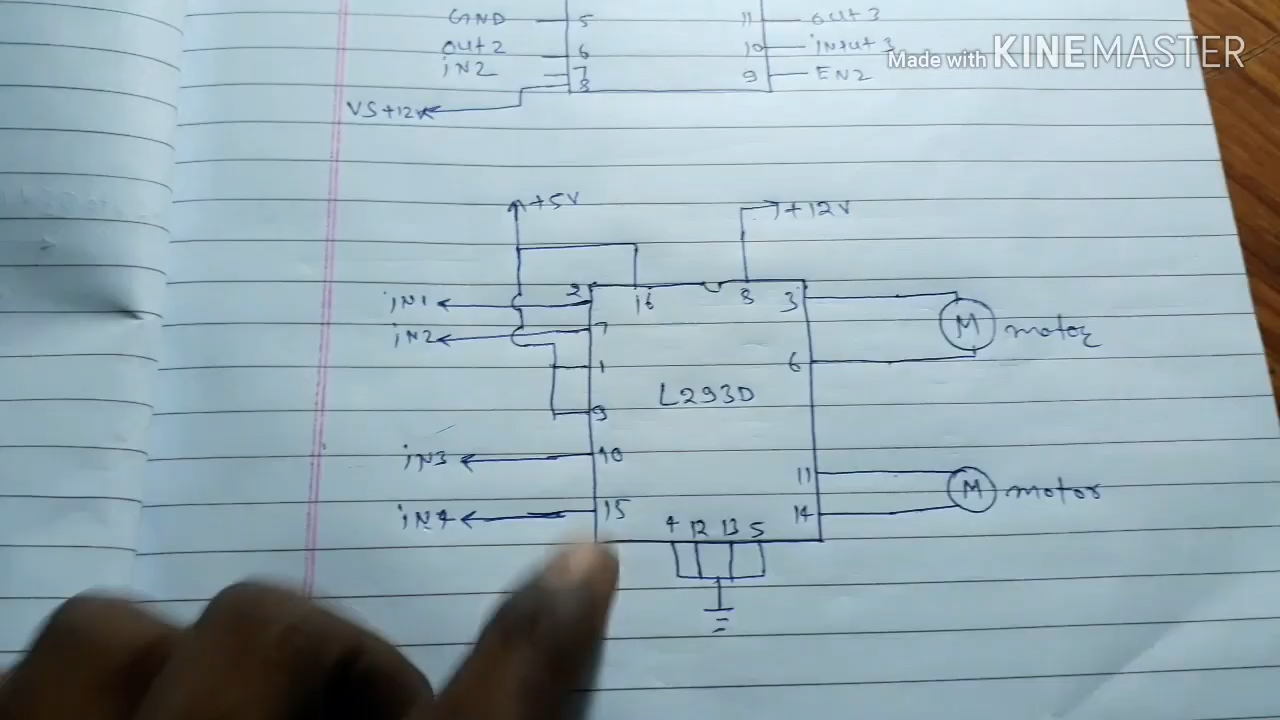 GND 5 11 out 3
out 2 6 10 inout 3
Made with KINEMASTER
iN2 7 9 EN2
8
VS+12V
+5V +12V
iN1 2 16 8 3
M motor
iN2 7
1 6
L293D
9
iN3 10
11
M motor
iN4 15 14
4 12 13 5